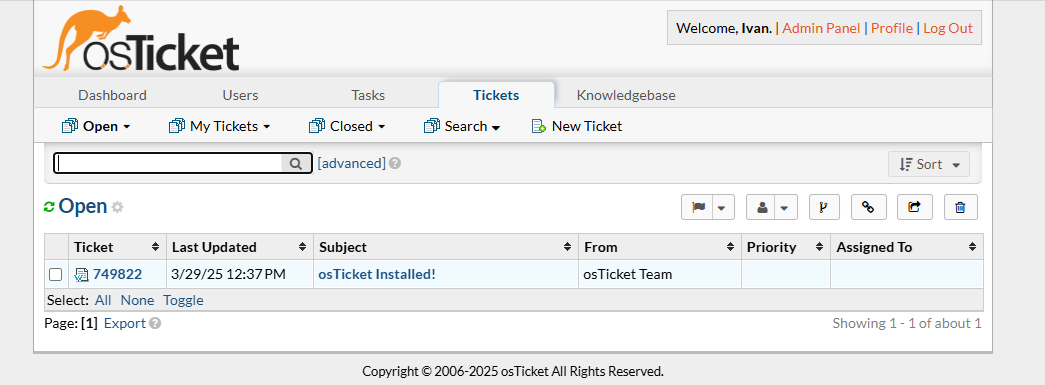 osTicket
Welcome, Ivan. | Admin Panel | Profile | Log Out
Dashboard Users Tasks Tickets Knowledgebase
Open My Tickets Closed Search New Ticket
[advanced] Sort
Open
Ticket Last Updated Subject From Priority Assigned To
749822 3/29/25 12:37 PM osTicket Installed! osTicket Team
Select: All None Toggle
Page: [1] Export Showing 1 - 1 of about 1
Copyright © 2006-2025 osTicket All Rights Reserved.